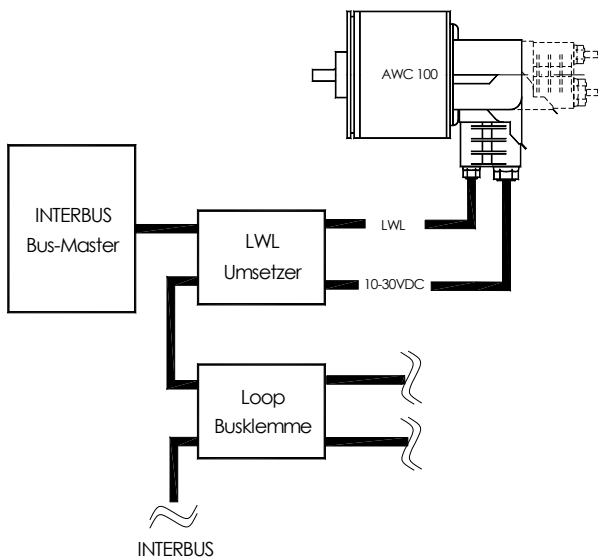 AWC 100
INTERBUS
Bus-Master
LWL
Umsetzer
LWL
10-30VDC
Loop
Busklemme
INTERBUS